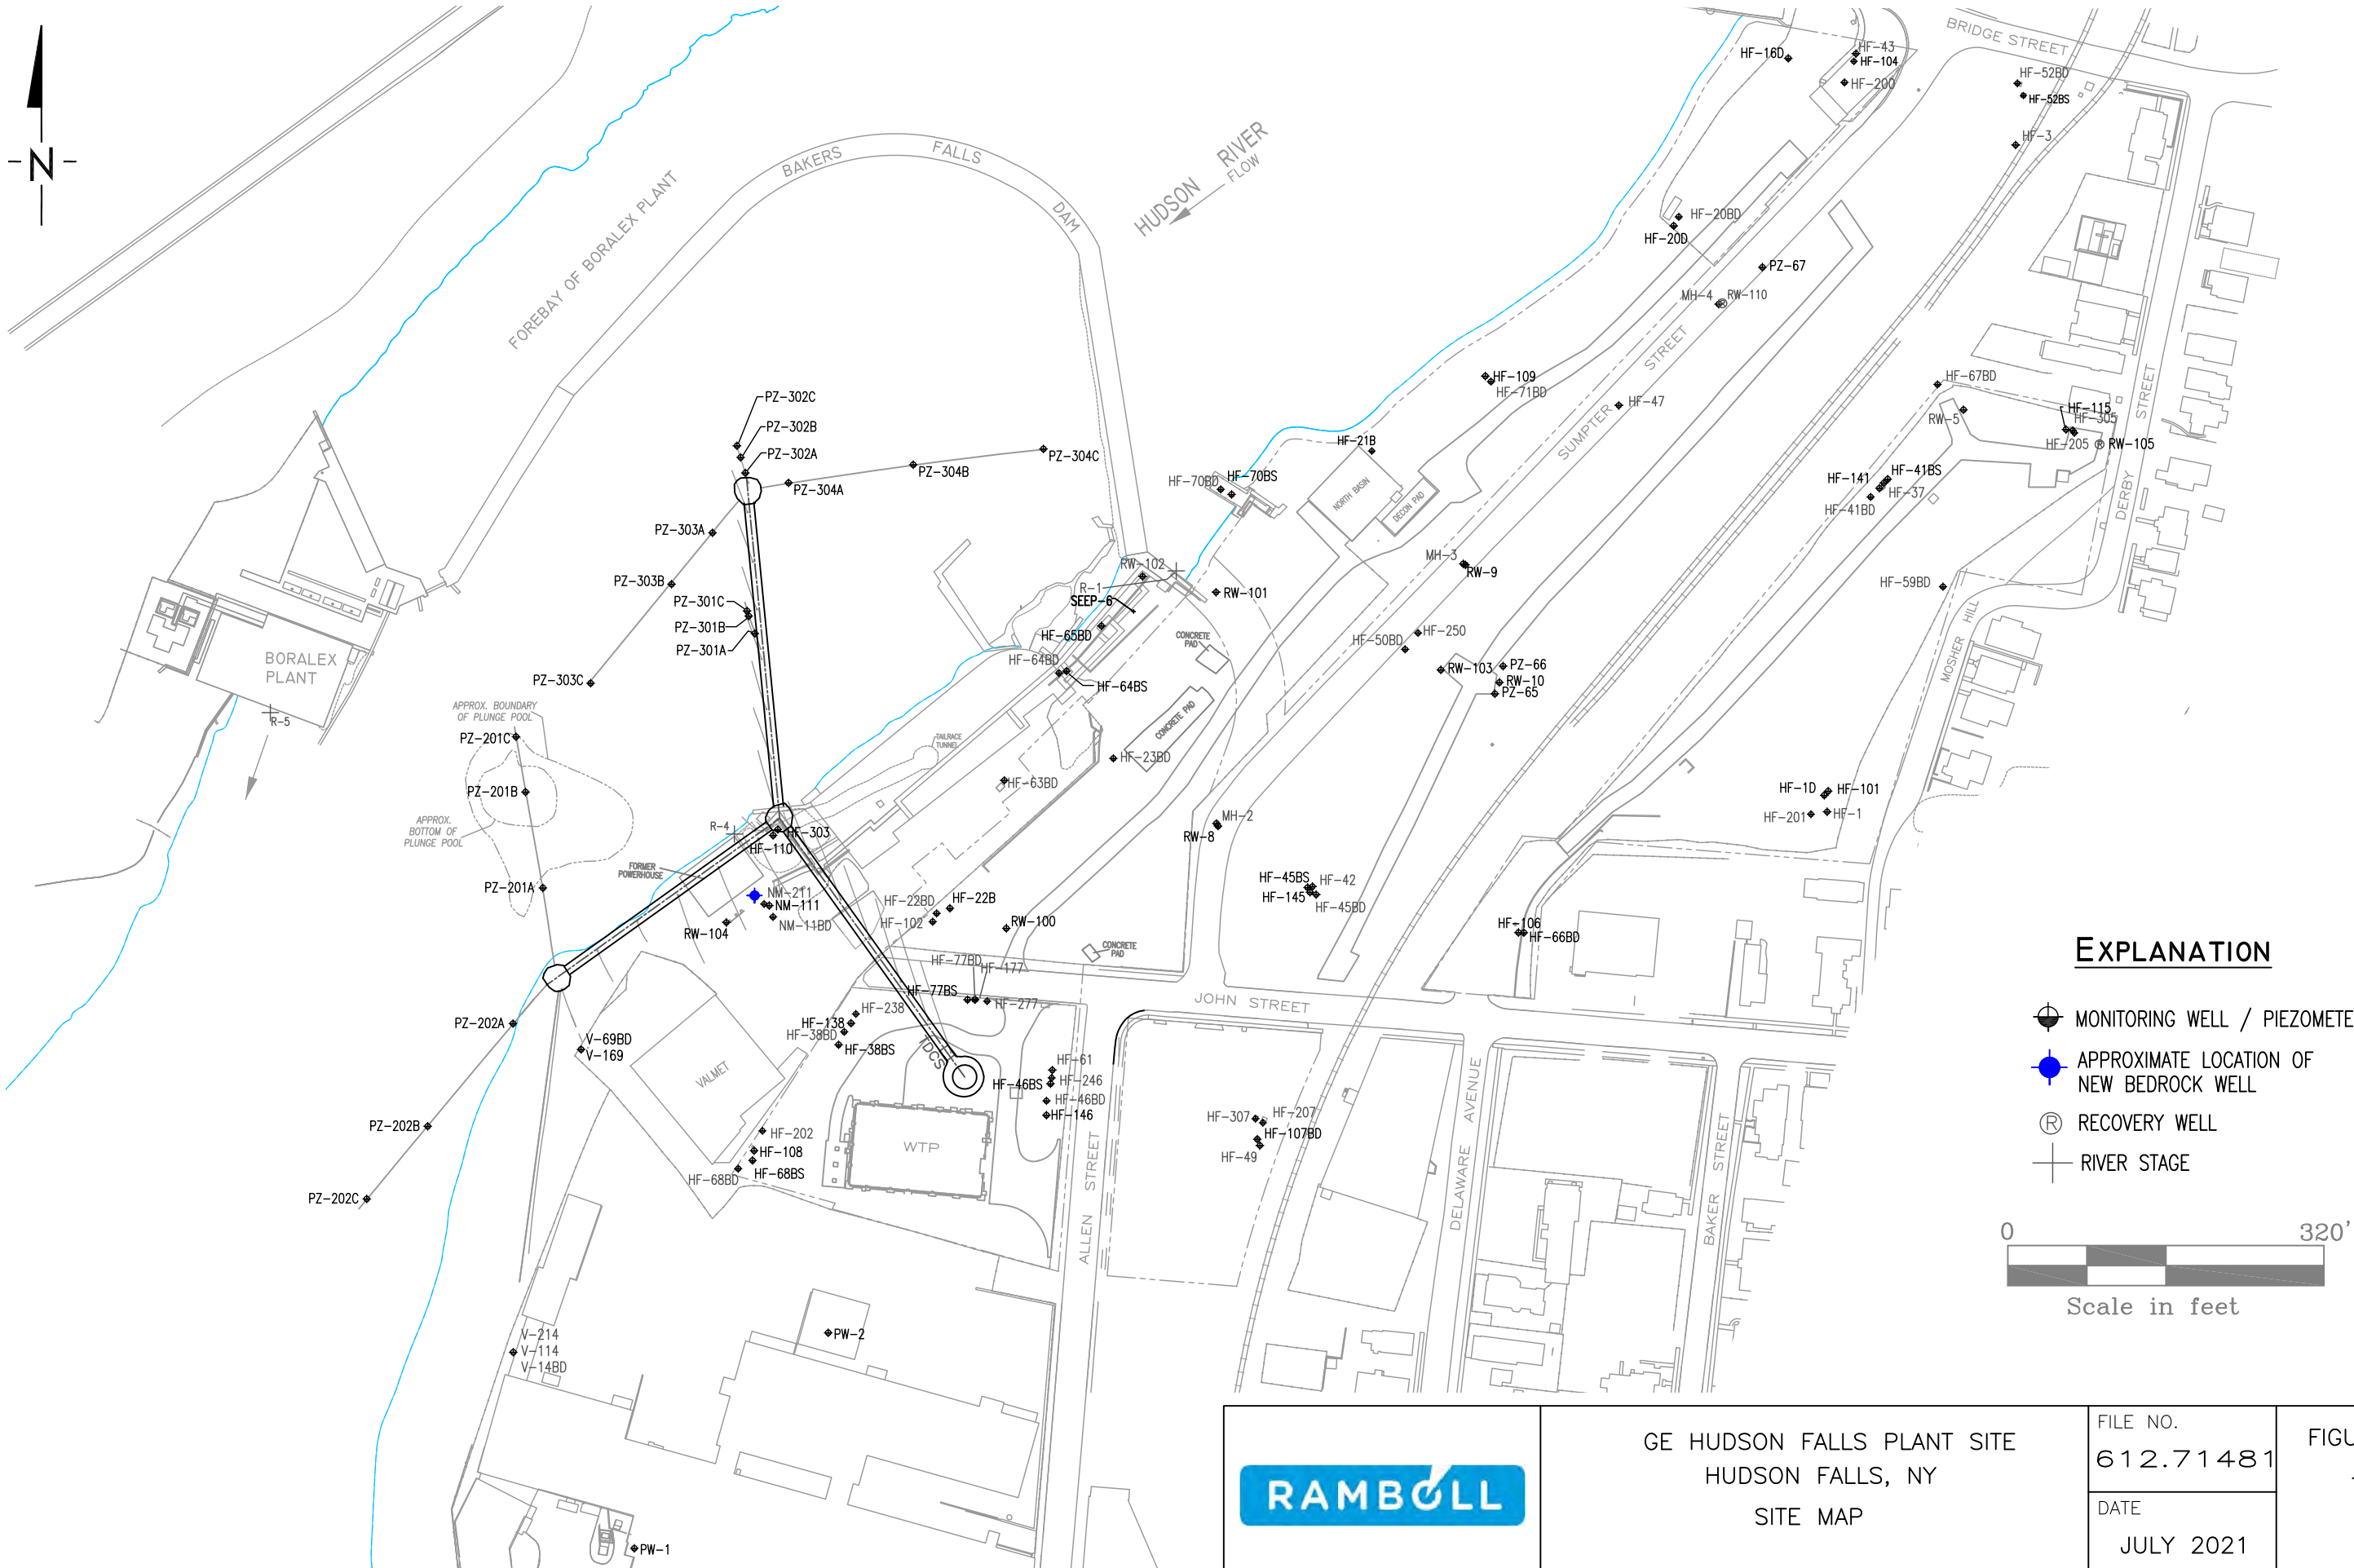 BRIDGE STREET
HF-16D
HF-43
HF-104
HF-200
HF-52BD
HF-52BS
HF-3
-N-
BAKERS FALLS DAM
HUDSON RIVER
FLOW
FOREBAY OF BORALEX PLANT
HF-20BD
HF-20D
PZ-67
MH-4
RW-110
SUMPTER STREET
HF-109
HF-71BD
HF-47
HF-67BD
RW-5
HF-115
HF-305
HF-205
RW-105
DERBY STREET
PZ-302C
PZ-302B
PZ-302A
PZ-304A
PZ-304B
PZ-304C
HF-21B
HF-70BD
HF-70BS
NORTH BASIN
DECON PAD
HF-141
HF-41BS
HF-37
HF-41BD
PZ-303A
PZ-303B
PZ-303C
PZ-301C
PZ-301B
PZ-301A
RW-102
R-1
SEEP-6
RW-101
HF-65BD
HF-64BD
HF-64BS
CONCRETE PAD
CONCRETE PAD
MH-3
RW-9
HF-250
HF-50BD
RW-103
PZ-66
RW-10
PZ-65
HF-59BD
MOSHER HILL
BORALEX PLANT
R-5
APPROX. BOUNDARY
OF PLUNGE POOL
PZ-201C
PZ-201B
APPROX.
BOTTOM OF
PLUNGE POOL
PZ-201A
TAILRACE
TUNNEL
HF-23BD
HF-63BD
R-4
HF-303
HF-110
FORMER
POWERHOUSE
NM-211
NM-111
NM-11BD
RW-104
HF-22BD
HF-22B
HF-102
RW-100
CONCRETE
PAD
MH-2
RW-8
HF-45BS
HF-42
HF-145
HF-45BD
HF-1D
HF-101
HF-201
HF-1
HF-106
HF-66BD
HF-77BD
HF-177
HF-77BS
HF-277
JOHN STREET
PZ-202A
PZ-202B
PZ-202C
V-69BD
V-169
VALMET
HF-238
HF-138
HF-38BD
HF-38BS
TDCS
HF-61
HF-46BS
HF-246
HF-46BD
HF-146
WTP
ALLEN STREET
HF-202
HF-108
HF-68BS
HF-68BD
HF-307
HF-207
HF-107BD
HF-49
DELAWARE AVENUE
BAKER STREET
V-214
V-114
V-14BD
PW-2
PW-1
EXPLANATION
MONITORING WELL / PIEZOMETE
APPROXIMATE LOCATION OF
NEW BEDROCK WELL
R RECOVERY WELL
RIVER STAGE
0 320'
Scale in feet
RAMBOLL
GE HUDSON FALLS PLANT SITE
HUDSON FALLS, NY
SITE MAP
FILE NO.
612.71481
DATE
JULY 2021
FIGU